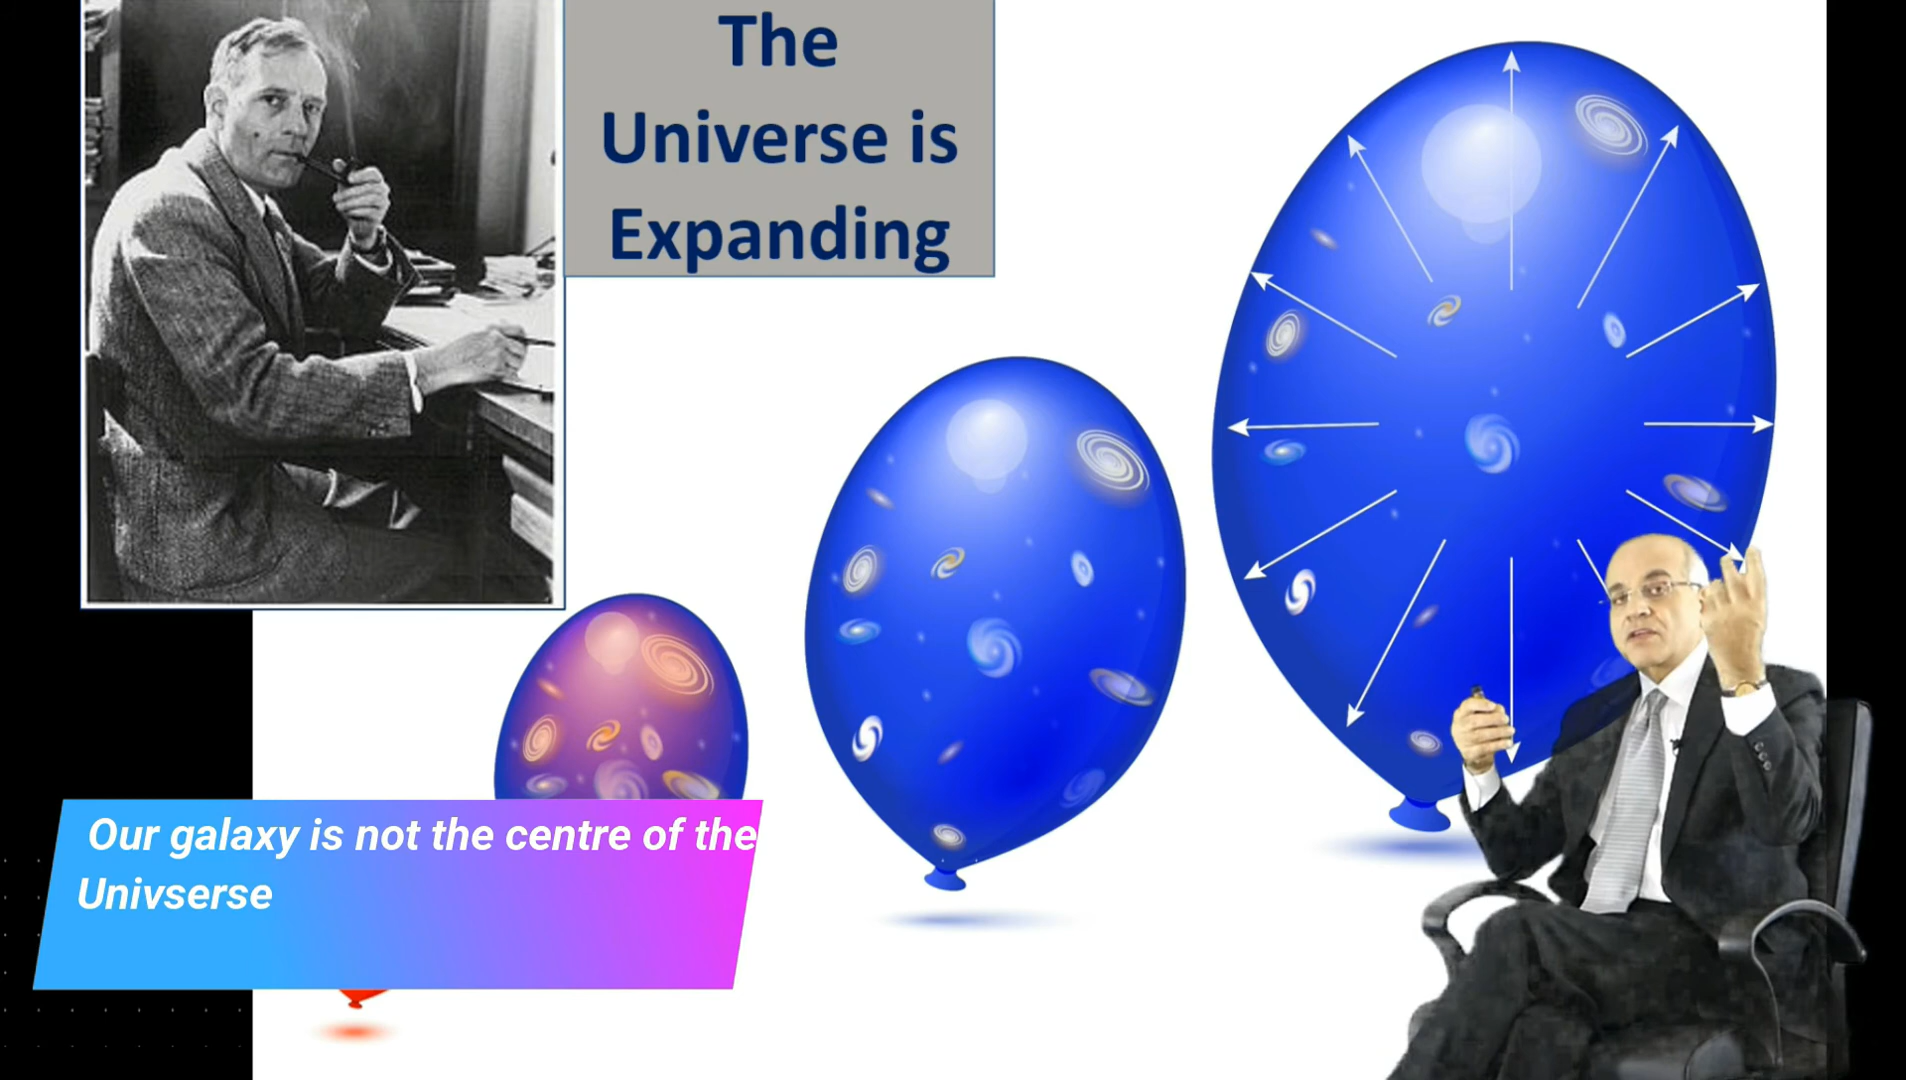 The
Universe is
Expanding
Our galaxy is not the centre of the
Univserse